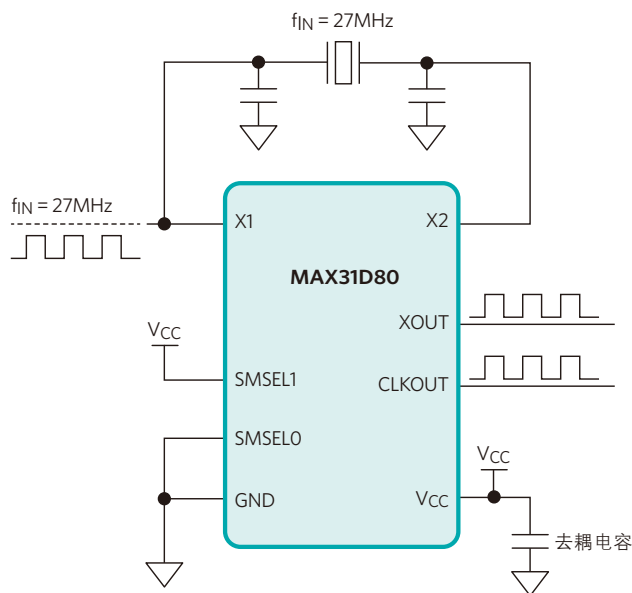 fIN = 27MHz
fIN = 27MHz
X1
X2
MAX31D80
XOUT
VCC
SMSEL1
CLKOUT
SMSEL0
VCC
GND
VCC
去耦电容